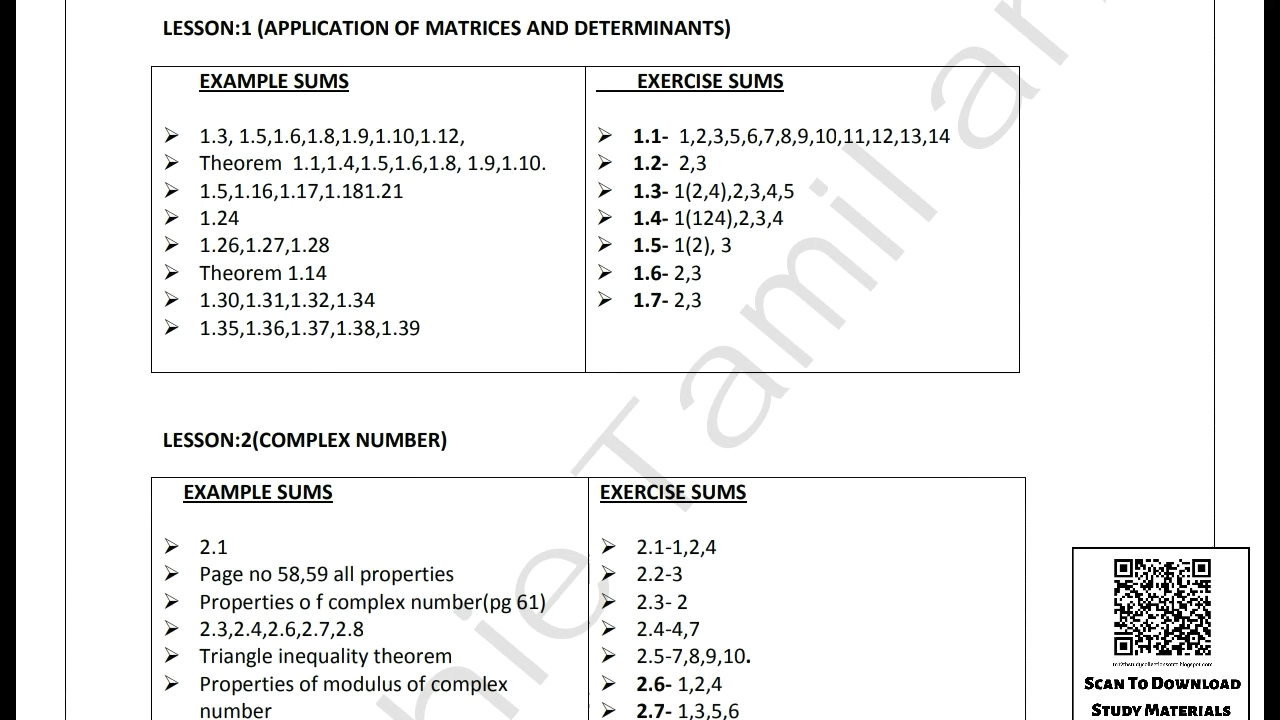 LESSON:1 (APPLICATION OF MATRICES AND DETERMINANTS)
EXAMPLE SUMS
1.3, 1.5,1.6,1.8,1.9,1.10,1.12,
Theorem 1.1,1.4,1.5,1.6,1.8, 1.9,1.10.
1.5,1.16,1.17,1.181.21
1.24
1.26,1.27,1.28
Theorem 1.14
1.30,1.31,1.32,1.34
1.35,1.36,1.37,1.38,1.39
EXERCISE SUMS
1.1- 1,2,3,5,6,7,8,9,10,11,12,13,14
1.2- 2,3
1.3- 1(2,4),2,3,4,5
1.4- 1(124),2,3,4
1.5- 1(2), 3
1.6- 2,3
1.7- 2,3
LESSON:2(COMPLEX NUMBER)
EXAMPLE SUMS
2.1
Page no 58,59 all properties
Properties o f complex number(pg 61)
2.3,2.4,2.6,2.7,2.8
Triangle inequality theorem
Properties of modulus of complex
number
EXERCISE SUMS
2.1-1,2,4
2.2-3
2.3- 2
2.4-4,7
2.5-7,8,9,10.
2.6- 1,2,4
2.7- 1,3,5,6
Tamil
SCAN TO DOWNLOAD
STUDY MATERIALS